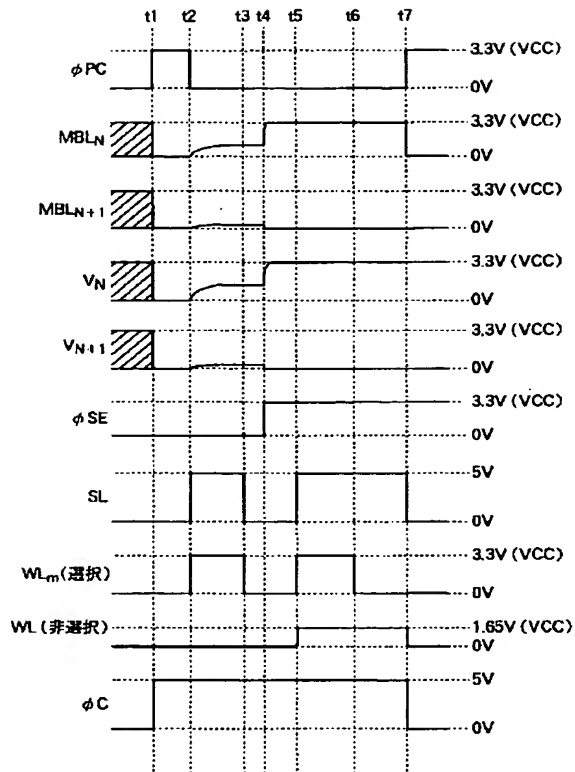 t1 t2 t3 t4 t5 t6 t7
φPC 3.3V (VCC)
0V
MBLN 3.3V (VCC)
0V
MBLN+1 3.3V (VCC)
0V
VN 3.3V (VCC)
0V
VN+1 3.3V (VCC)
0V
φSE 3.3V (VCC)
0V
SL 5V
0V
WLm(選択) 3.3V (VCC)
0V
WL(非選択) 1.65V (VCC)
0V
φC 5V
0V